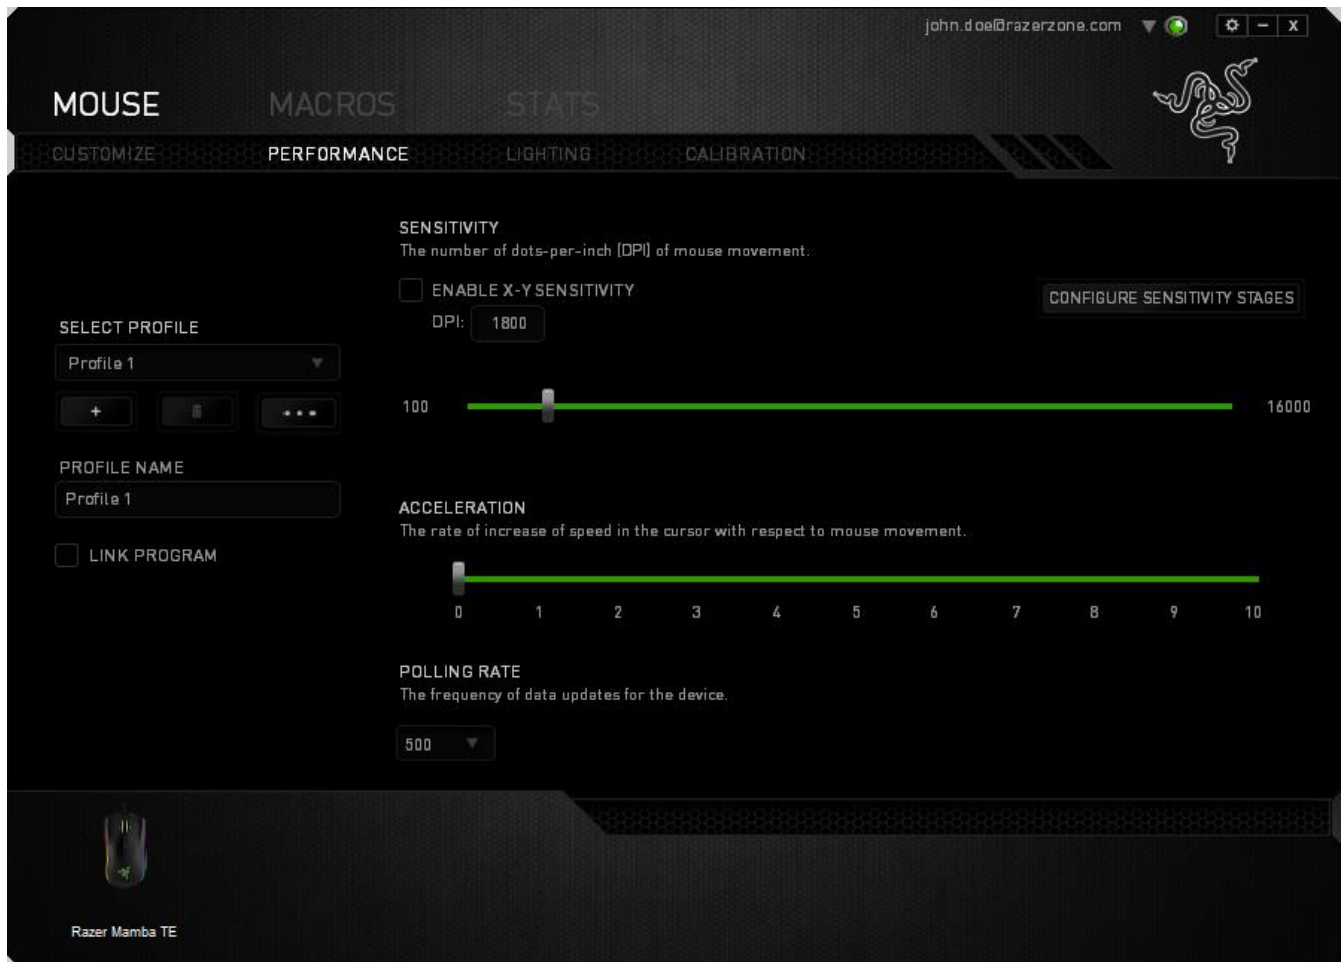 john.doe@razerzone.com
X
MOUSE MACROS STATS
CUSTOMIZE PERFORMANCE LIGHTING CALIBRATION
SENSITIVITY
The number of dots-per-inch (DPI) of mouse movement.
ENABLE X-Y SENSITIVITY
DPI: 1800
CONFIGURE SENSITIVITY STAGES
SELECT PROFILE
Profile 1
+ •••
100 16000
PROFILE NAME
Profile 1
LINK PROGRAM
ACCELERATION
The rate of increase of speed in the cursor with respect to mouse movement.
0 1 2 3 4 5 6 7 8 9 10
POLLING RATE
The frequency of data updates for the device.
500
Razer Mamba TE